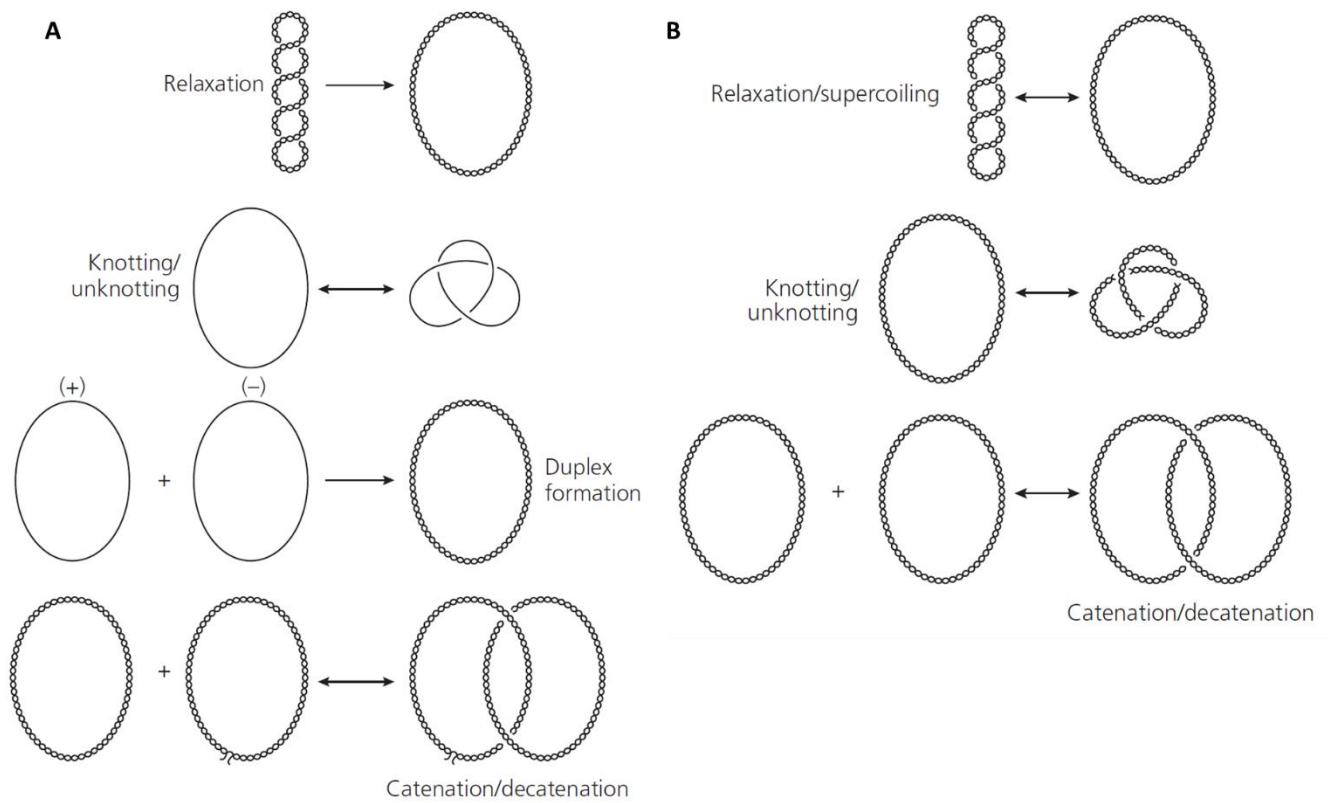 A
Relaxation
Knotting/
unknotting
(+)
(−)
+
Duplex
formation
+
Catenation/decatenation
B
Relaxation/supercoiling
Knotting/
unknotting
+
Catenation/decatenation